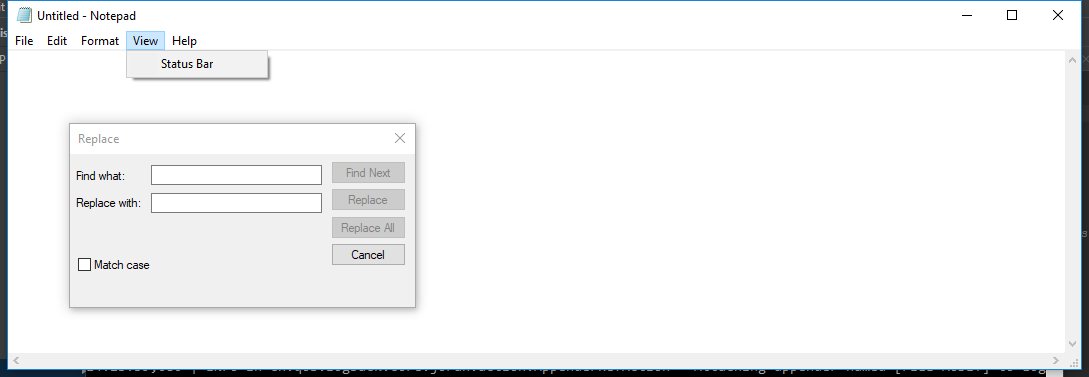 Untitled - Notepad
File Edit Format View Help
Status Bar
Replace
Find what:
Find Next
Replace with:
Replace
Replace All
Cancel
Match case